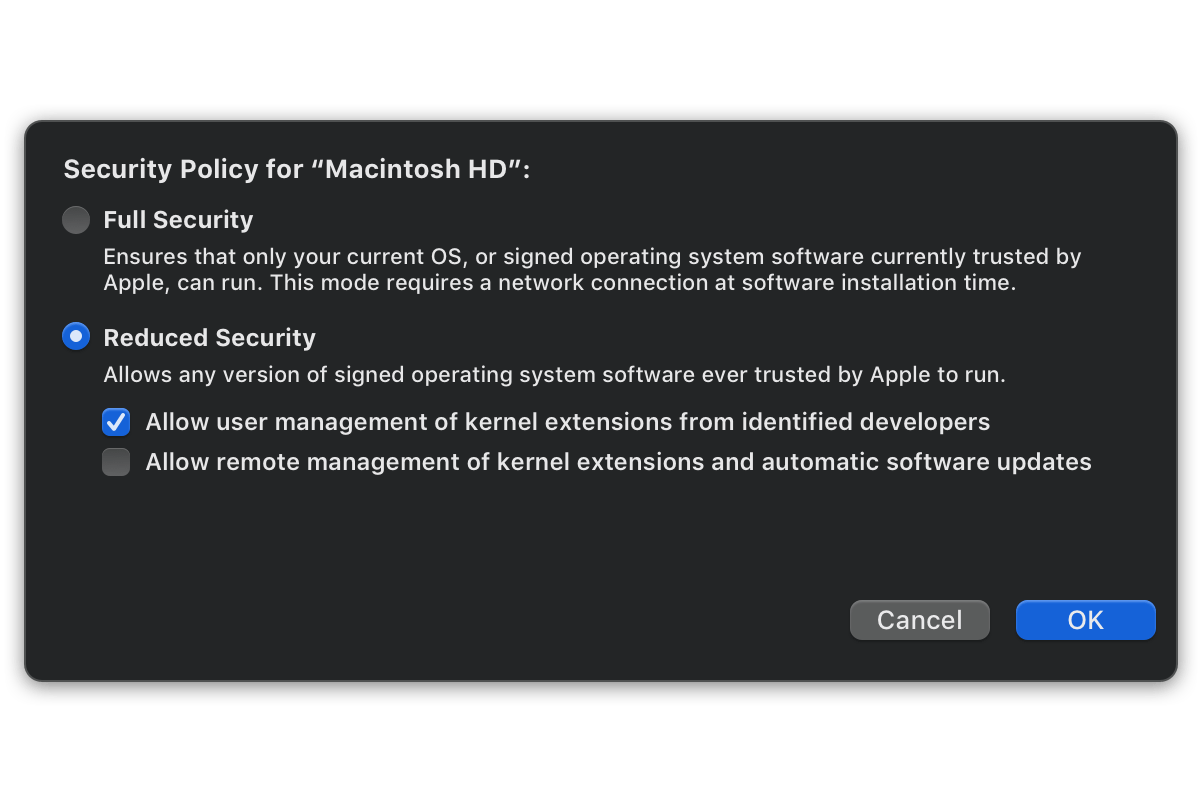 Security Policy for “Macintosh HD”:
Full Security
Ensures that only your current OS, or signed operating system software currently trusted by
Apple, can run. This mode requires a network connection at software installation time.
Reduced Security
Allows any version of signed operating system software ever trusted by Apple to run.
Allow user management of kernel extensions from identified developers
Allow remote management of kernel extensions and automatic software updates
Cancel
OK